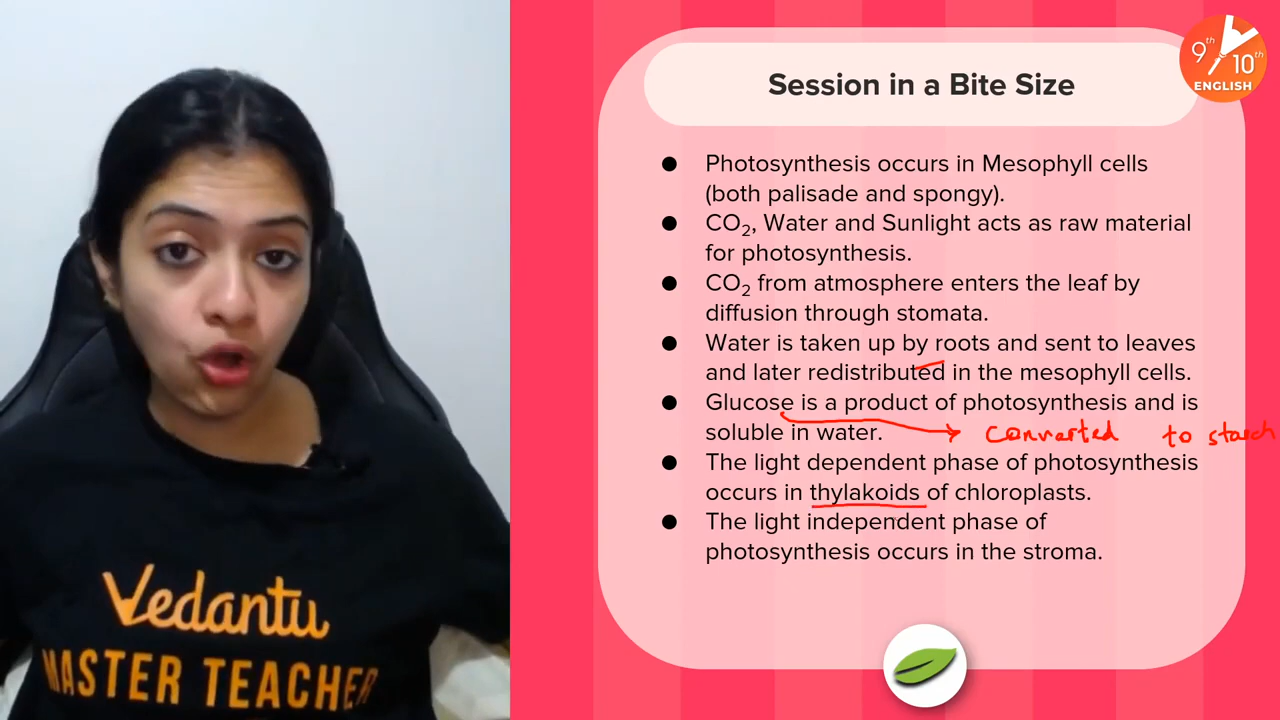 9th 10th
ENGLISH
Session in a Bite Size
● Photosynthesis occurs in Mesophyll cells
(both palisade and spongy).
● CO₂, Water and Sunlight acts as raw material
for photosynthesis.
● CO₂ from atmosphere enters the leaf by
diffusion through stomata.
● Water is taken up by roots and sent to leaves
and later redistributed in the mesophyll cells.
● Glucose is a product of photosynthesis and is
soluble in water. → converted to starch
● The light dependent phase of photosynthesis
occurs in thylakoids of chloroplasts.
● The light independent phase of
photosynthesis occurs in the stroma.
Vedantu
MASTER TEACHER